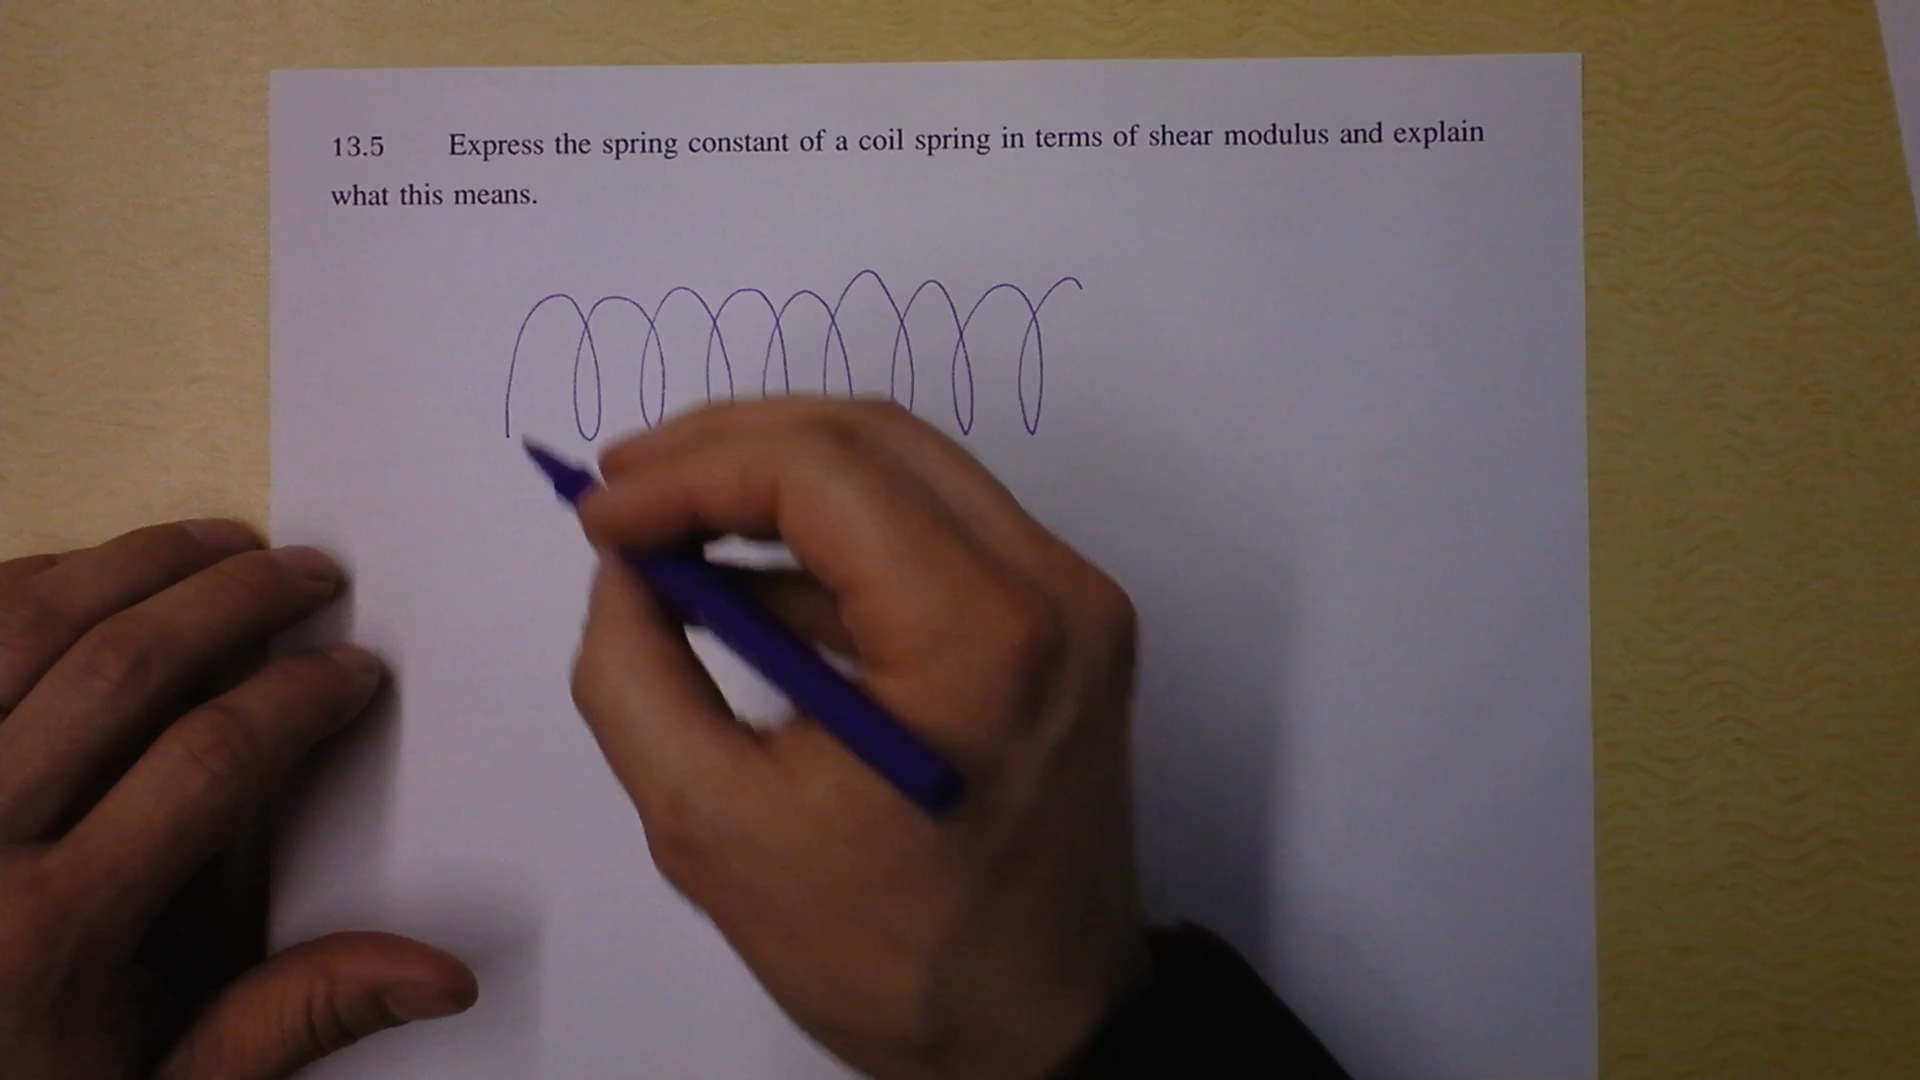 13.5 Express the spring constant of a coil spring in terms of shear modulus and explain
what this means.